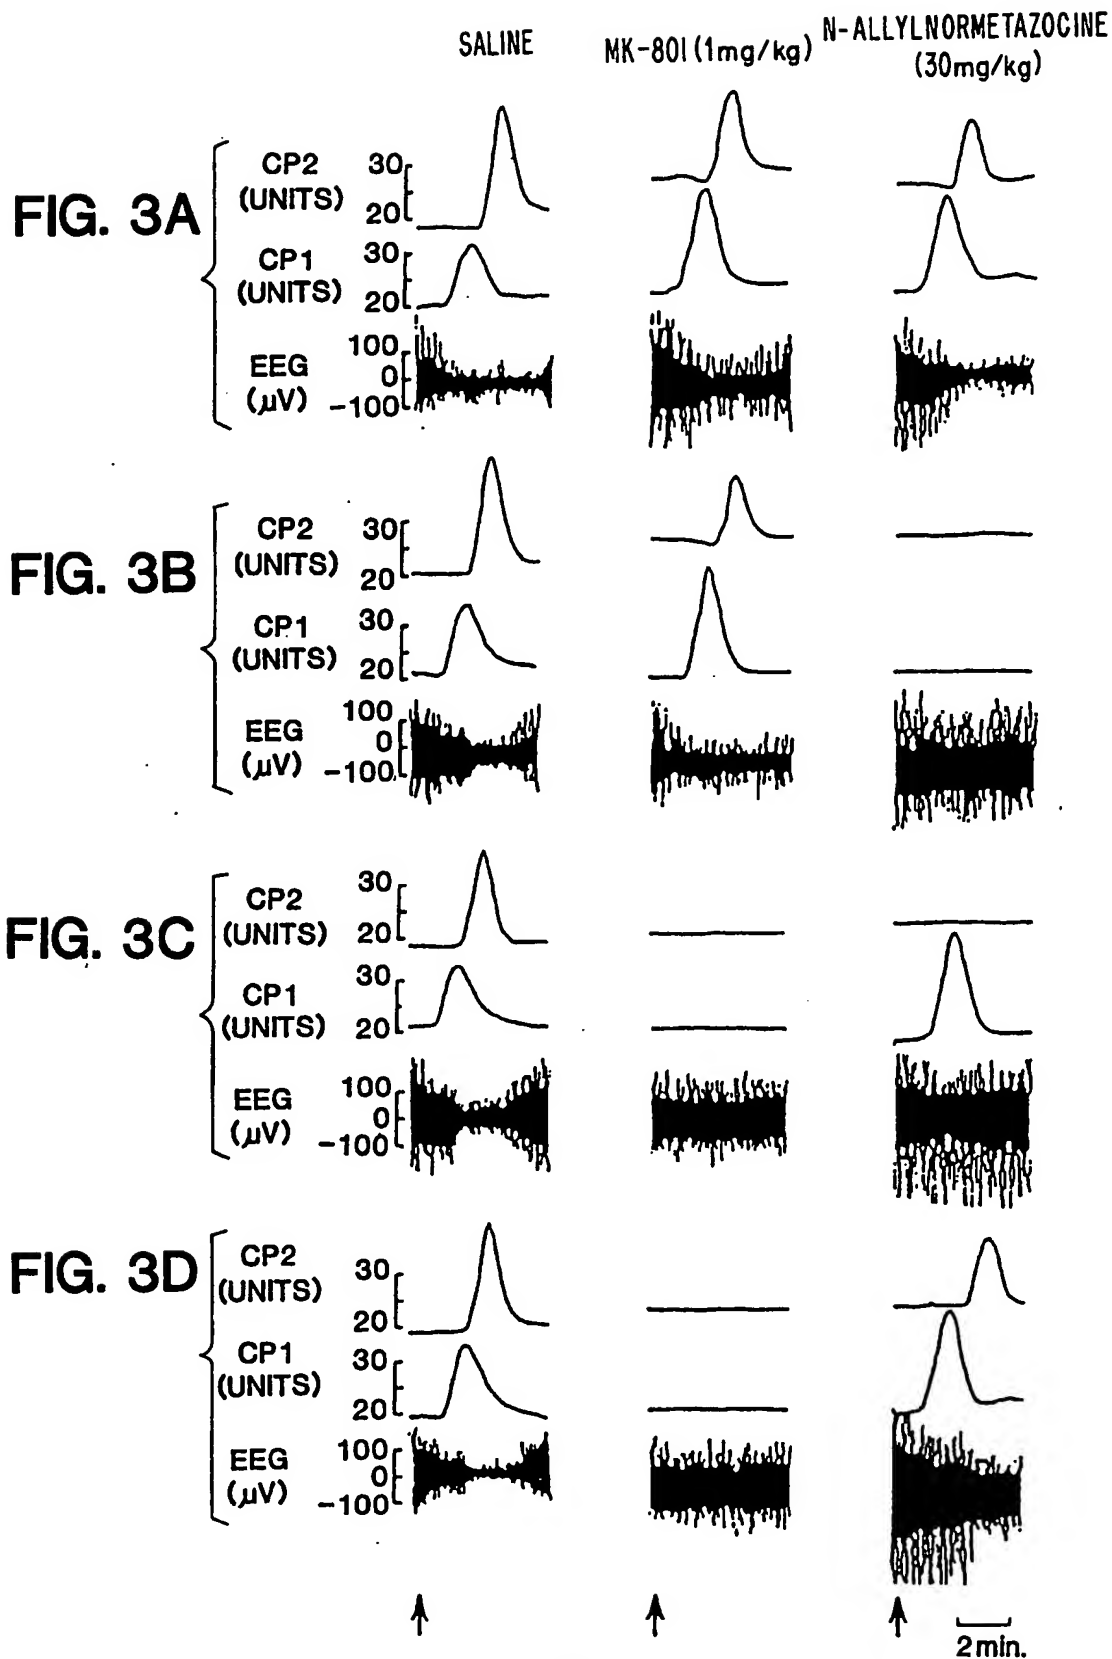 SALINE
MK-801 (1mg/kg)
N-ALLYLNORMETAZOCINE
(30mg/kg)
FIG. 3A
CP2
(UNITS)
30
20
CP1
(UNITS)
30
20
EEG
(µV)
100
0
-100
FIG. 3B
CP2
(UNITS)
30
20
CP1
(UNITS)
30
20
EEG
(µV)
100
0
-100
FIG. 3C
CP2
(UNITS)
30
20
CP1
(UNITS)
30
20
EEG
(µV)
100
0
-100
FIG. 3D
CP2
(UNITS)
30
20
CP1
(UNITS)
30
20
EEG
(µV)
100
0
-100
2 min.